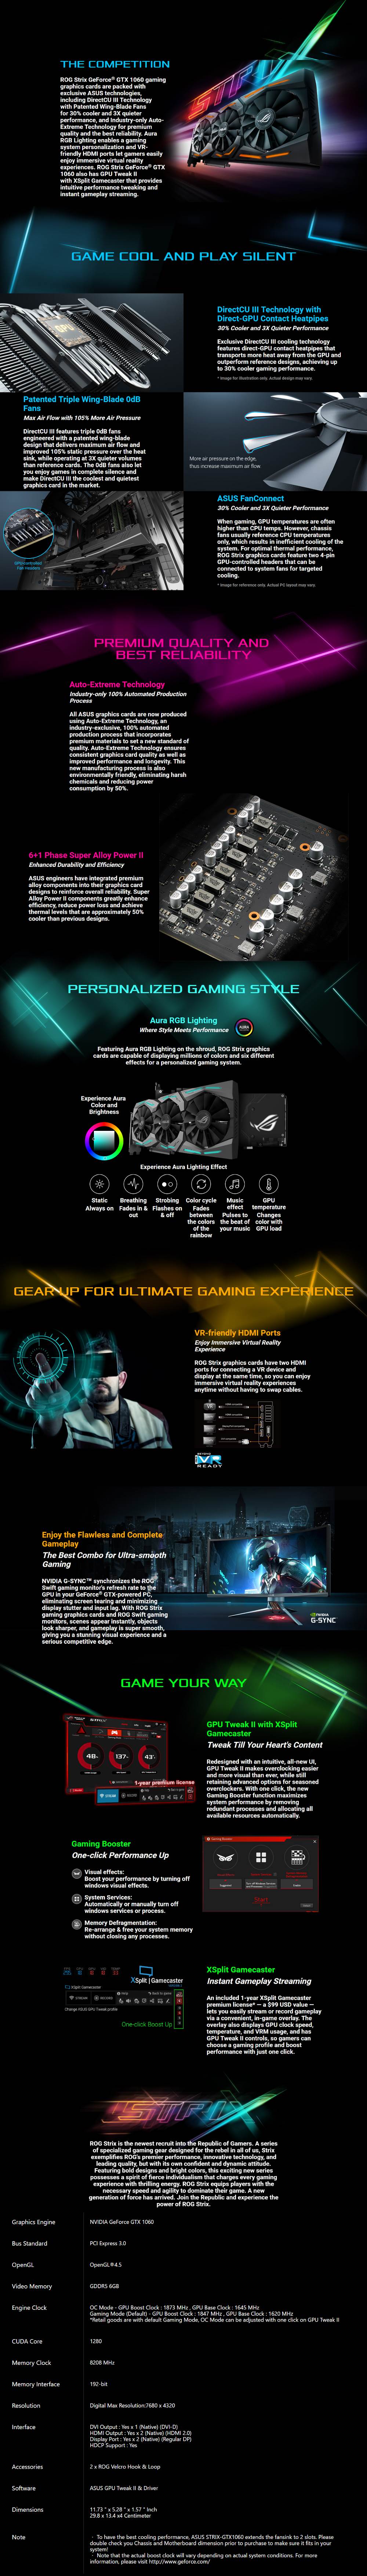 THE COMPETITION
ROG Strix GeForce® GTX 1060 gaming
graphics cards are packed with
exclusive ASUS technologies,
including DirectCU III Technology
with Patented Wing-Blade Fans
for 30% cooler and 3X quieter
performance, and Industry-only Auto-
Extreme Technology for premium
quality and the best reliability. Aura
RGB Lighting enables a gaming
system personalization and VR-
friendly HDMI ports let gamers easily
enjoy immersive virtual reality
experiences. ROG Strix GeForce® GTX
1060 also has GPU Tweak II
with XSplit Gamecaster that provides
intuitive performance tweaking and
instant gameplay streaming.
GAME COOL AND PLAY SILENT
GPU
DirectCU III Technology with
Direct-GPU Contact Heatpipes
30% Cooler and 3X Quieter Performance
Exclusive DirectCU III cooling technology
features direct-GPU contact heatpipes that
transports more heat away from the GPU and
outperform reference designs, achieving up
to 30% cooler gaming performance.
* Image for illustration only. Actual design may vary.
Patented Triple Wing-Blade 0dB
Fans
Max Air Flow with 105% More Air Pressure
DirectCU III features triple 0dB fans
engineered with a patented wing-blade
design that delivers maximum air flow and
improved 105% static pressure over the heat
sink, while operating at 3X quieter volumes
than reference cards. The 0dB fans also let
you enjoy games in complete silence and
make DirectCU III the coolest and quietest
graphics card in the market.
More air pressure on the edge,
thus increase maximum air flow.
GPU-controlled
Fan Headers
ASUS FanConnect
30% Cooler and 3X Quieter Performance
When gaming, GPU temperatures are often
higher than CPU temps. However, chassis
fans usually reference CPU temperatures
only, which results in inefficient cooling of the
system. For optimal thermal performance,
ROG Strix graphics cards feature two 4-pin
GPU-controlled headers that can be
connected to system fans for targeted
cooling.
* Image for reference only. Actual PC layout may vary.
PREMIUM QUALITY AND
BEST RELIABILITY
Auto-Extreme Technology
Industry-only 100% Automated Production
Process
All ASUS graphics cards are now produced
using Auto-Extreme Technology, an
industry-exclusive, 100% automated
production process that incorporates
premium materials to set a new standard of
quality. Auto-Extreme Technology ensures
consistent graphics card quality as well as
improved performance and longevity. This
new manufacturing process is also
environmentally friendly, eliminating harsh
chemicals and reducing power
consumption by 50%.
6+1 Phase Super Alloy Power II
Enhanced Durability and Efficiency
ASUS engineers have integrated premium
alloy components into their graphics card
designs to reinforce overall reliability. Super
Alloy Power II components greatly enhance
efficiency, reduce power loss and achieve
thermal levels that are approximately 50%
cooler than previous designs.
PERSONALIZED GAMING STYLE
Aura RGB Lighting
Where Style Meets Performance
AURA
Featuring Aura RGB Lighting on the shroud, ROG Strix graphics
cards are capable of displaying millions of colors and six different
effects for a personalized gaming system.
Experience Aura
Color and
Brightness
Experience Aura Lighting Effect
Static
Always on
Breathing
Fades in &
out
Strobing
Flashes on
& off
Color cycle
Fades
between
the colors
of the
rainbow
Music
effect
Pulses to
the beat of
your music
GPU
temperature
Changes
color with
GPU load
GEAR UP FOR ULTIMATE GAMING EXPERIENCE
VR-friendly HDMI Ports
Enjoy Immersive Virtual Reality
Experience
ROG Strix graphics cards have two HDMI
ports for connecting a VR device and
display at the same time, so you can enjoy
immersive virtual reality experiences
anytime without having to swap cables.
VR
READY
Enjoy the Flawless and Complete
Gameplay
The Best Combo for Ultra-smooth
Gaming
NVIDIA G-SYNC™ synchronizes the ROG
Swift gaming monitor's refresh rate to the
GPU in your GeForce® GTX-powered PC,
eliminating screen tearing and minimizing
display stutter and input lag. With ROG Strix
gaming graphics cards and ROG Swift gaming
monitors, scenes appear instantly, objects
look sharper, and gameplay is super smooth,
giving you a stunning visual experience and a
serious competitive edge.
NVIDIA
G-SYNC
GAME YOUR WAY
48
137
43
1-year premium license
STREAM
GPU Tweak II with XSplit
Gamecaster
Tweak Till Your Heart's Content
Redesigned with an intuitive, all-new UI,
GPU Tweak II makes overclocking easier
and more visual than ever, while still
retaining advanced options for seasoned
overclockers. With one click, the new
Gaming Booster function maximizes
system performance by removing
redundant processes and allocating all
available resources automatically.
Gaming Booster
One-click Performance Up
Visual effects:
Boost your performance by turning off
windows visual effects.
System Services:
Automatically or manually turn off
windows services or process.
Memory Defragmentation:
Re-arrange & free your system memory
without closing any processes.
Gaming Booster
Start
XSplit | Gamecaster
XSplit Gamecaster
STREAM
RECORD
FAQ
Back to game
Change ASUS GPU Tweak profile
One-click Boost Up
XSplit Gamecaster
Instant Gameplay Streaming
An included 1-year XSplit Gamecaster
premium license* — a $99 USD value —
lets you easily stream or record gameplay
via a convenient, in-game overlay. The
overlay also displays GPU clock speed,
temperature, and VRM usage, and has
GPU Tweak II controls, so gamers can
choose a gaming profile and boost
performance with just one click.
STRIX
ROG Strix is the newest recruit into the Republic of Gamers. A series
of specialized gaming gear designed for the rebel in all of us, Strix
exemplifies ROG's premier performance, innovative technology, and
leading quality, but with its own confident and dynamic attitude.
Featuring bold designs and bright colors, this exciting new series
possesses a spirit of fierce individualism that charges every gaming
experience with thrilling energy. ROG Strix equips players with the
necessary speed and agility to dominate their game. A new
generation of force has arrived. Join the Republic and experience the
power of ROG Strix.
Graphics Engine
NVIDIA GeForce GTX 1060
Bus Standard
PCI Express 3.0
OpenGL
OpenGL®4.5
Video Memory
GDDR5 6GB
Engine Clock
OC Mode - GPU Boost Clock : 1873 MHz , GPU Base Clock : 1645 MHz
Gaming Mode (Default) - GPU Boost Clock : 1847 MHz , GPU Base Clock : 1620 MHz
*Retail goods are with default Gaming Mode, OC Mode can be adjusted with one click on GPU Tweak II
CUDA Core
1280
Memory Clock
8208 MHz
Memory Interface
192-bit
Resolution
Digital Max Resolution:7680 x 4320
Interface
DVI Output : Yes x 1 (Native) (DVI-D)
HDMI Output : Yes x 2 (Native) (HDMI 2.0)
Display Port : Yes x 2 (Native) (Regular DP)
HDCP Support : Yes
Accessories
2 x ROG Velcro Hook & Loop
Software
ASUS GPU Tweak II & Driver
Dimensions
11.73 " x 5.28 " x 1.57 " Inch
29.8 x 13.4 x4 Centimeter
Note
· To have the best cooling performance, ASUS STRIX-GTX1060 extends the fansink to 2 slots. Please
double check you Chassis and Motherboard dimension prior to purchase to make sure it fits in your
system!
· Note that the actual boost clock will vary depending on actual system conditions. For more
information, please visit http://www.geforce.com/